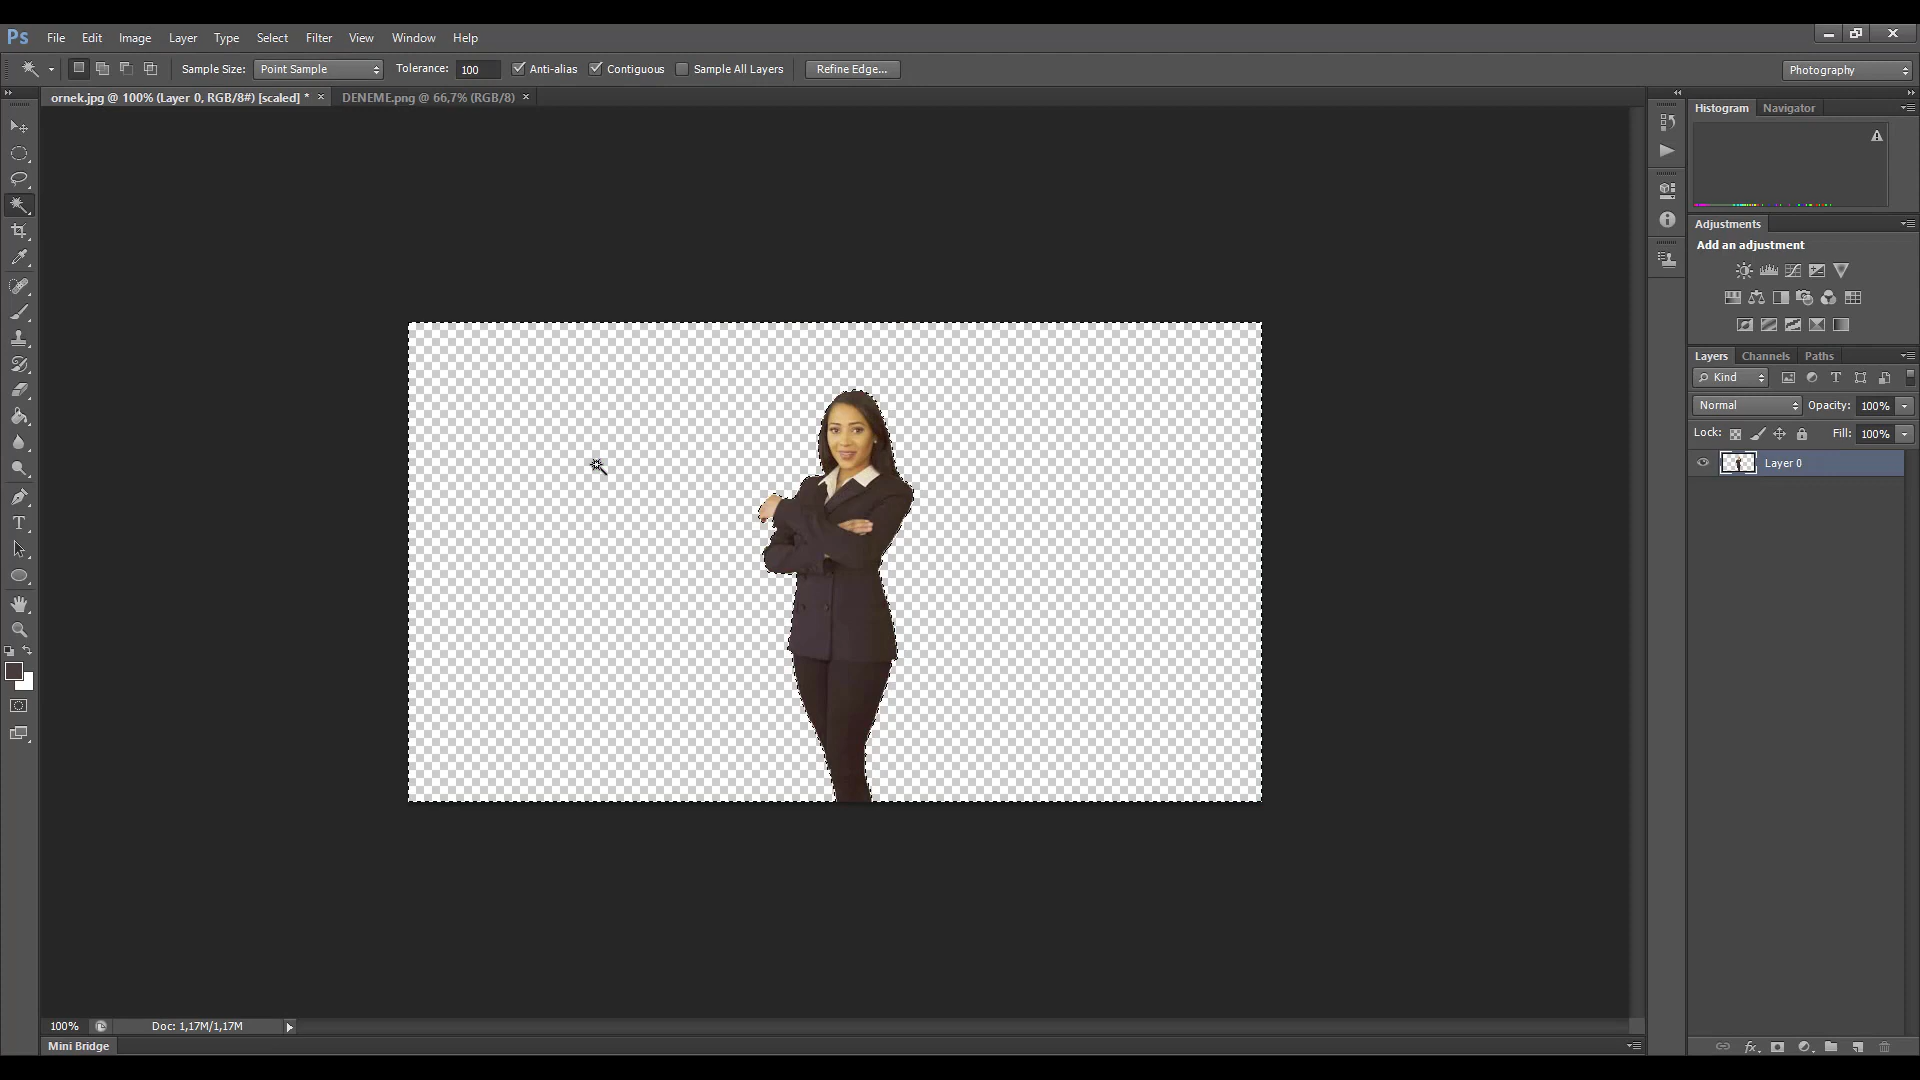 Ps File Edit Image Layer Type Select Filter View Window Help
Sample Size: Point Sample Tolerance: 100 Anti-alias Contiguous Sample All Layers Refine Edge... Photography
ornek.jpg @ 100% (Layer 0, RGB/8#) [scaled] * × DENEME.png @ 66,7% (RGB/8) ×
Histogram Navigator
Adjustments
Add an adjustment
Layers Channels Paths
Kind
Normal Opacity: 100%
Lock: Fill: 100%
Layer 0
100% Doc: 1,17M/1,17M
Mini Bridge